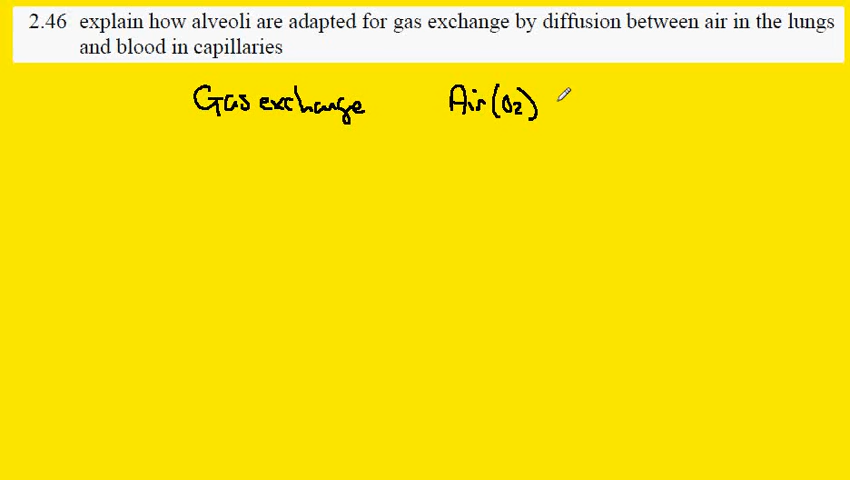 2.46 explain how alveoli are adapted for gas exchange by diffusion between air in the lungs
and blood in capillaries
Gas exchange Air (O2)